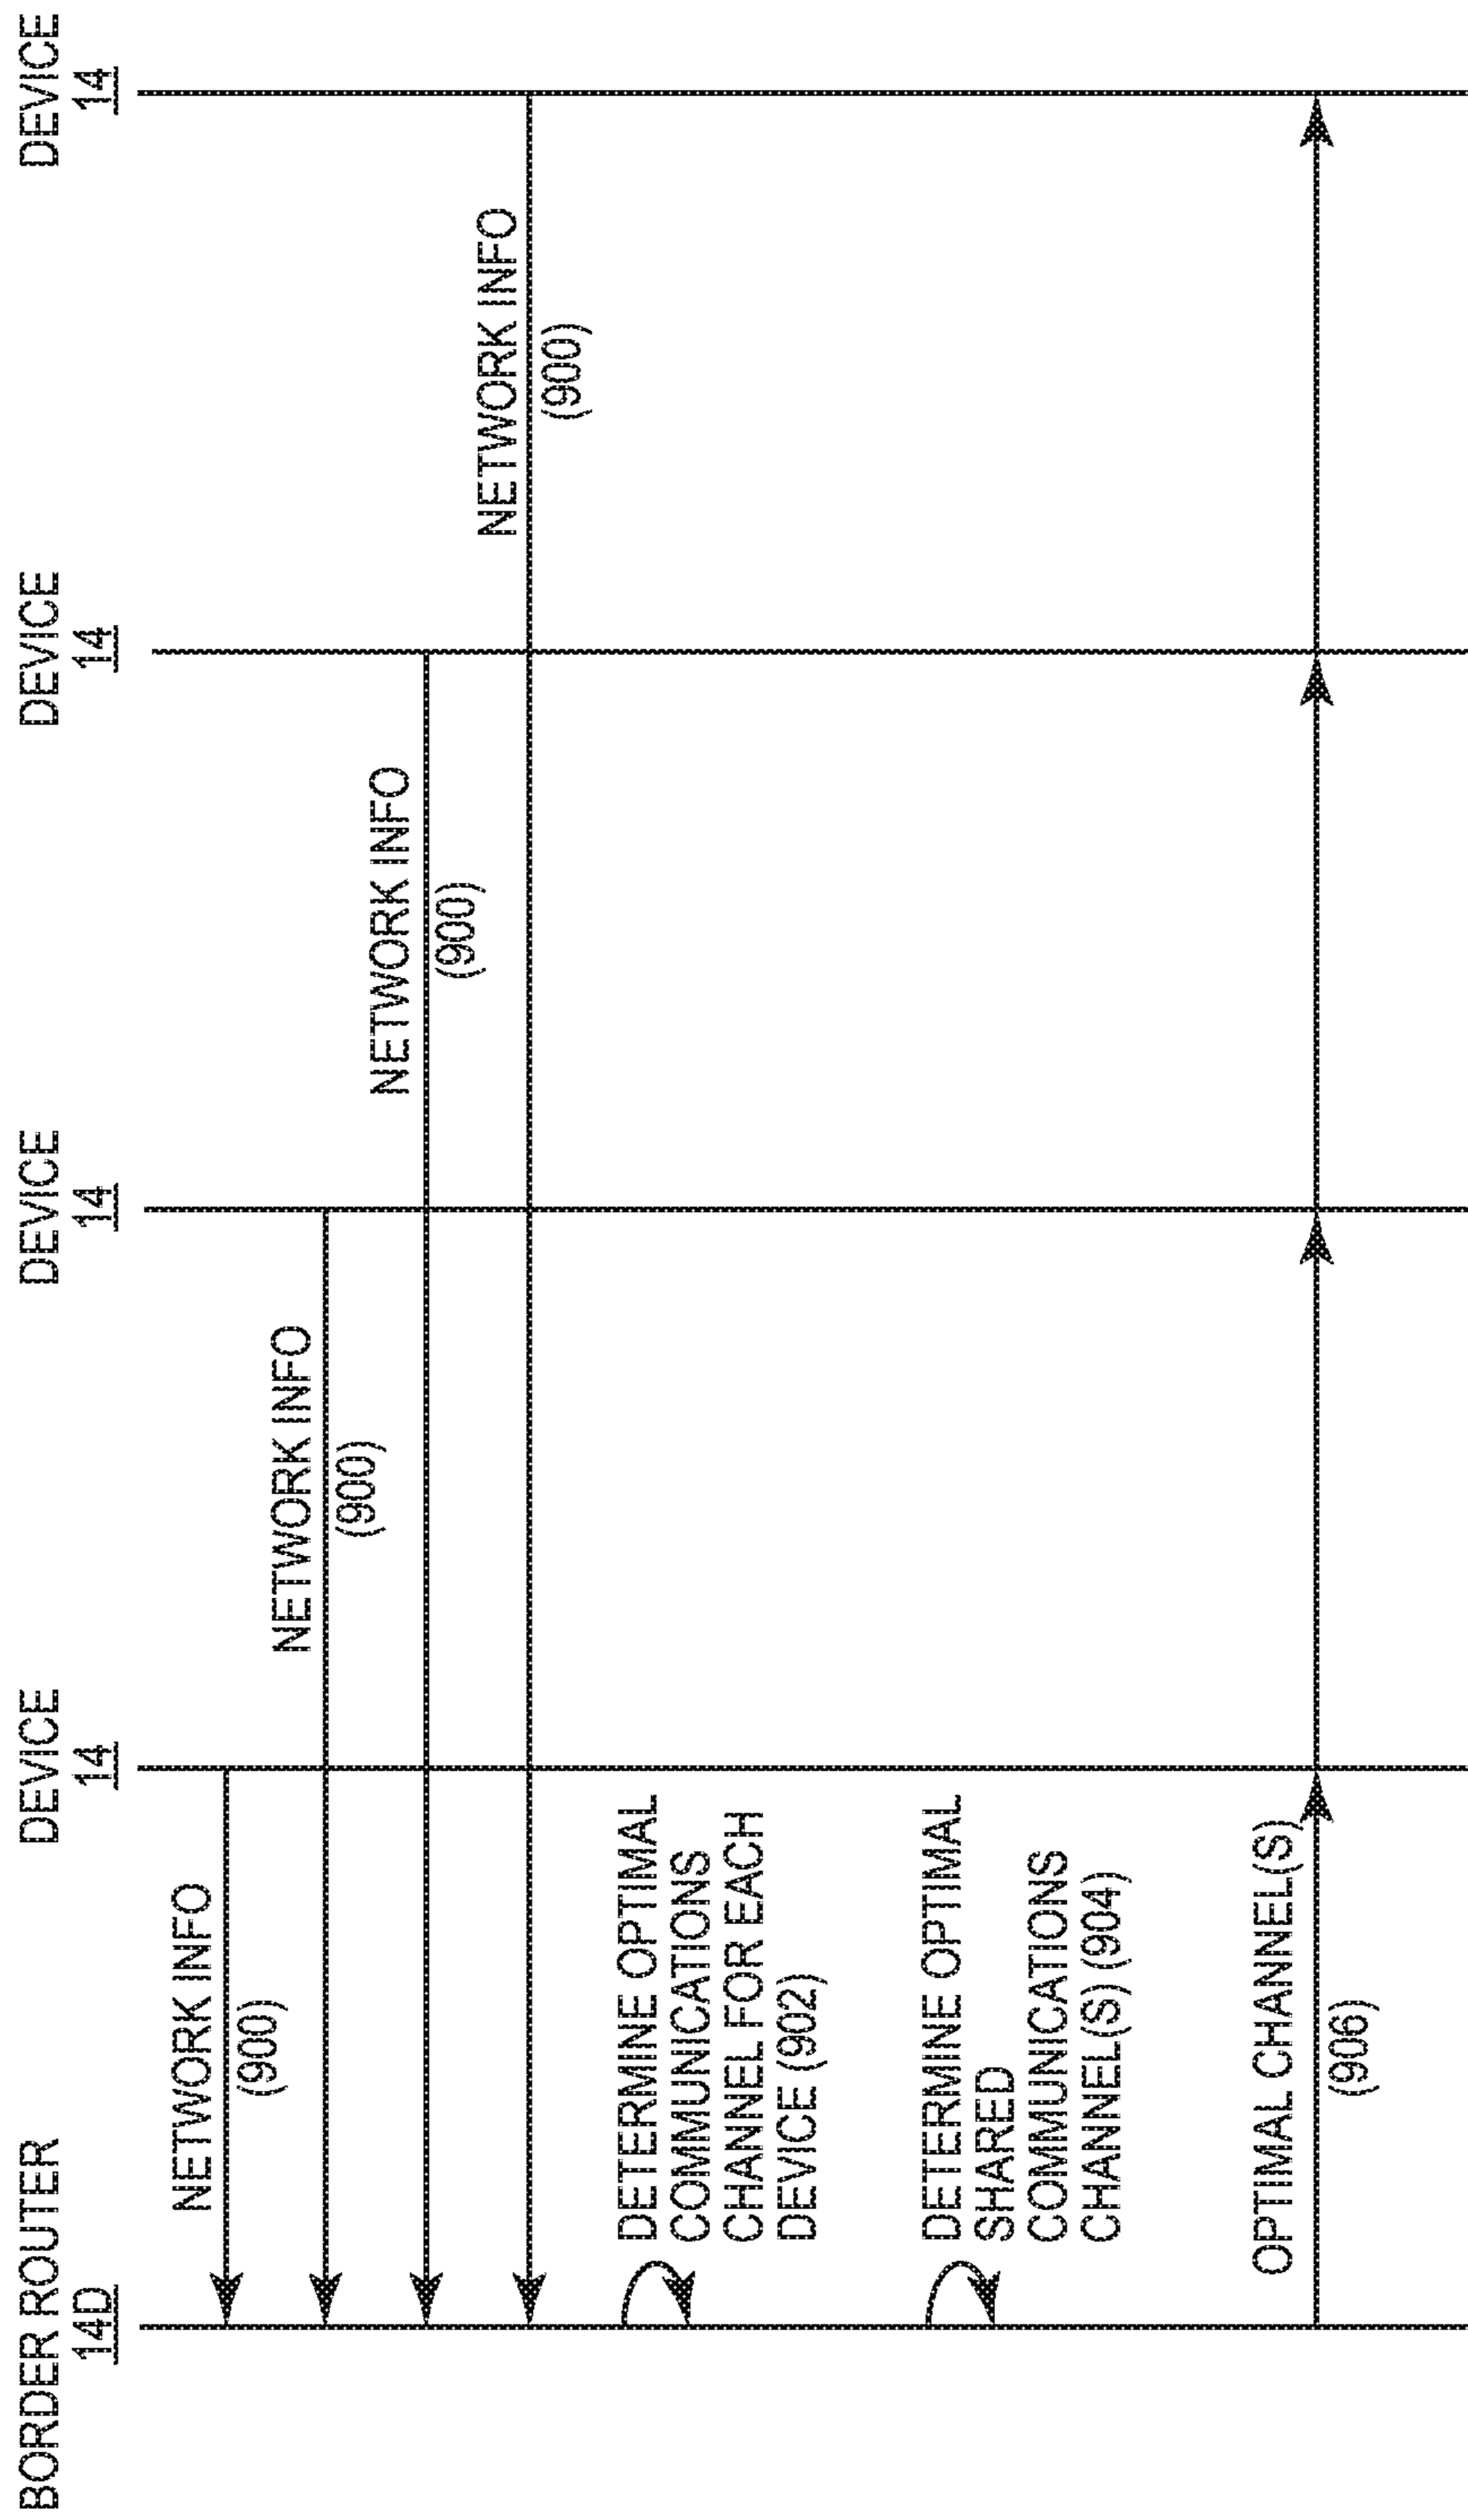 BORDER ROUTER
14D
DEVICE
14
DEVICE
14
DEVICE
14
DEVICE
14
NETWORK INFO
(900)
NETWORK INFO
(900)
NETWORK INFO
(900)
NETWORK INFO
(900)
DETERMINE OPTIMAL
COMMUNICATIONS
CHANNEL FOR EACH
DEVICE (902)
DETERMINE OPTIMAL
SHARED
COMMUNICATIONS
CHANNEL(S) (904)
OPTIMAL CHANNEL(S)
(906)